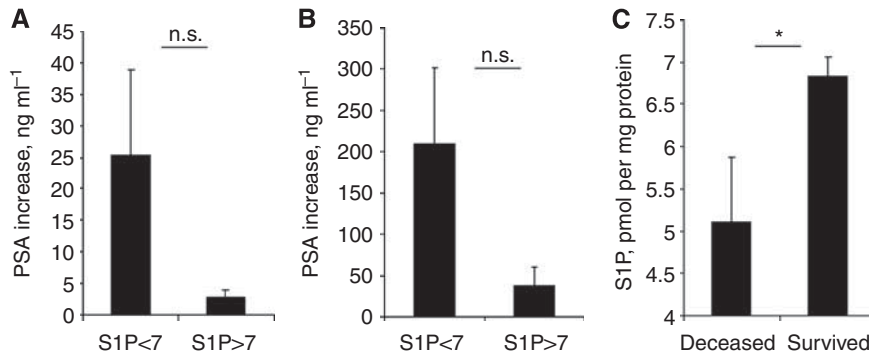 A
PSA increase, ng ml⁻¹
45
40
35
30
25
20
15
10
5
0
n.s.
S1P<7
S1P>7
B
PSA increase, ng ml⁻¹
350
300
250
200
150
100
50
0
n.s.
S1P<7
S1P>7
C
S1P, pmol per mg protein
7.5
7
6.5
6
5.5
5
4.5
4
*
Deceased
Survived